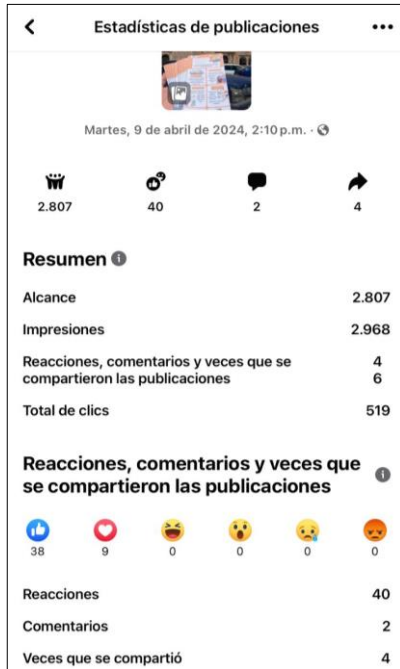 Estadísticas de publicaciones
Martes, 9 de abril de 2024, 2:10 p.m. ·
2.807 40 2 4
Resumen
Alcance 2.807
Impresiones 2.968
Reacciones, comentarios y veces que se 4
compartieron las publicaciones 6
Total de clics 519
Reacciones, comentarios y veces que
se compartieron las publicaciones
38 9 0 0 0 0
Reacciones 40
Comentarios 2
Veces que se compartió 4